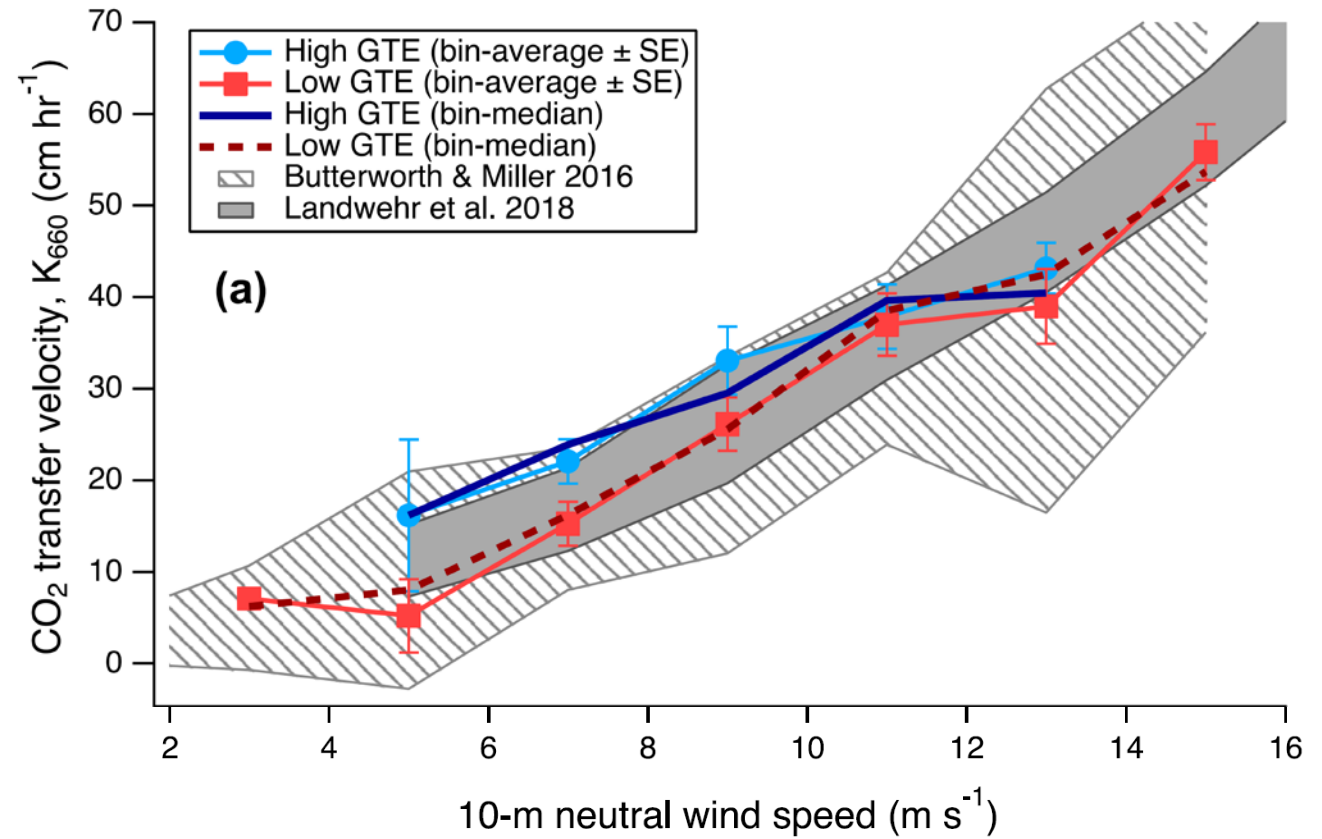 70
60
50
40
30
20
10
0
CO₂ transfer velocity, K₆₆₀ (cm hr⁻¹)
High GTE (bin-average ± SE)
Low GTE (bin-average ± SE)
High GTE (bin-median)
Low GTE (bin-median)
Butterworth & Miller 2016
Landwehr et al. 2018
(a)
2 4 6 8 10 12 14 16
10-m neutral wind speed (m s⁻¹)